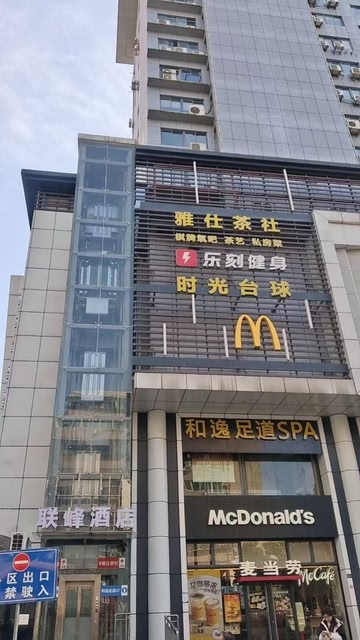 雅仕茶社
棋牌氧吧 茶艺 私房菜
乐刻健身
时光台球
和逸足道SPA
McDonald's
联峰酒店
麦当劳
McCafé
区出口
禁驶入